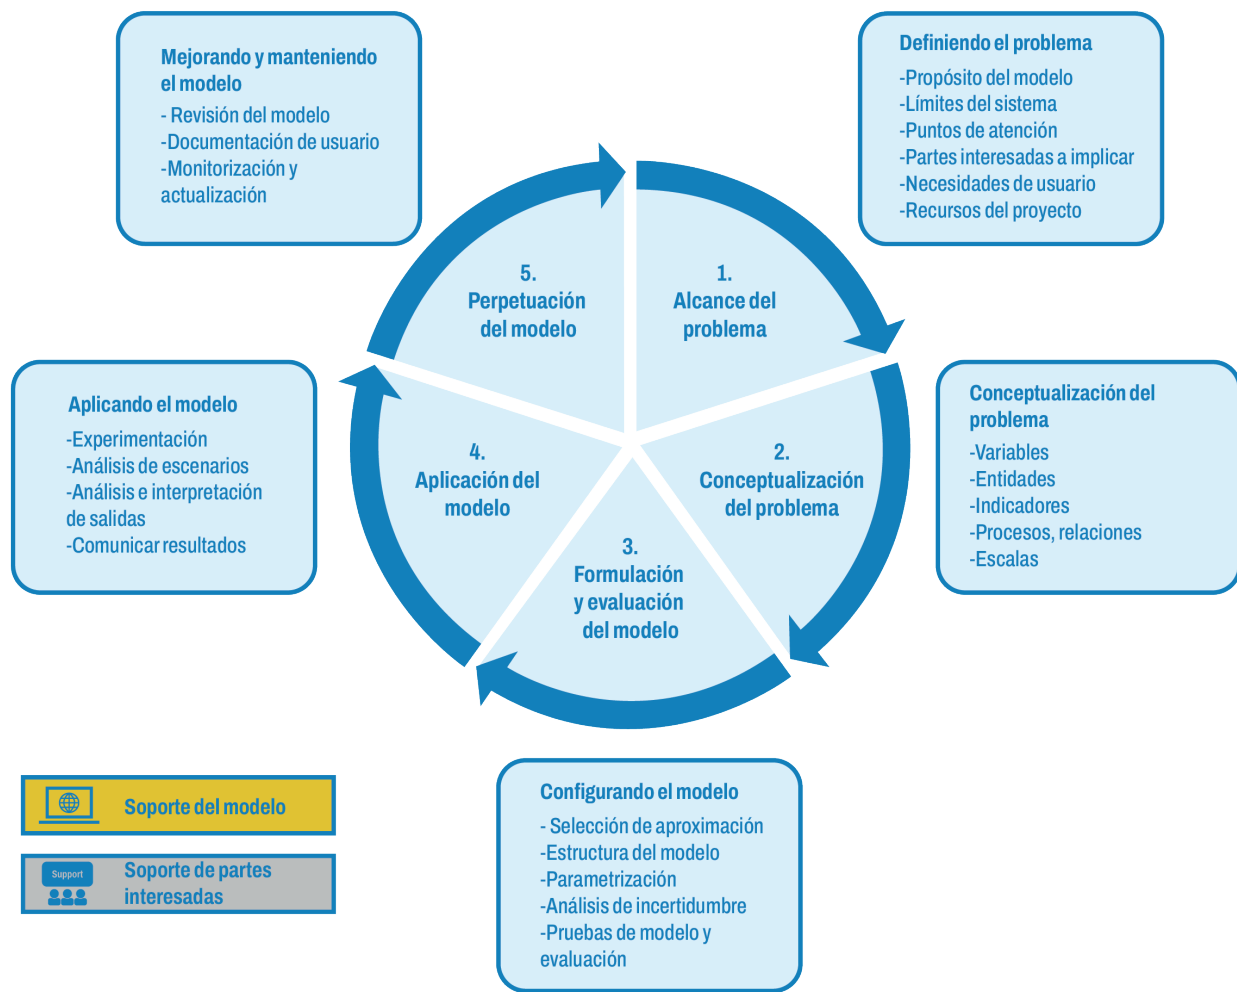 Mejorando y manteniendo
el modelo
- Revisión del modelo
-Documentación de usuario
-Monitorización y
actualización
Definiendo el problema
-Propósito del modelo
-Límites del sistema
-Puntos de atención
-Partes interesadas a implicar
-Necesidades de usuario
-Recursos del proyecto
5.
Perpetuación
del modelo
1.
Alcance del
problema
Aplicando el modelo
-Experimentación
-Análisis de escenarios
-Análisis e interpretación
de salidas
-Comunicar resultados
4.
Aplicación del
modelo
2.
Conceptualización
del problema
Conceptualización del
problema
-Variables
-Entidades
-Indicadores
-Procesos, relaciones
-Escalas
3.
Formulación
y evaluación
del modelo
Soporte del modelo
Support
Soporte de partes
interesadas
Configurando el modelo
- Selección de aproximación
-Estructura del modelo
-Parametrización
-Análisis de incertidumbre
-Pruebas de modelo y
evaluación